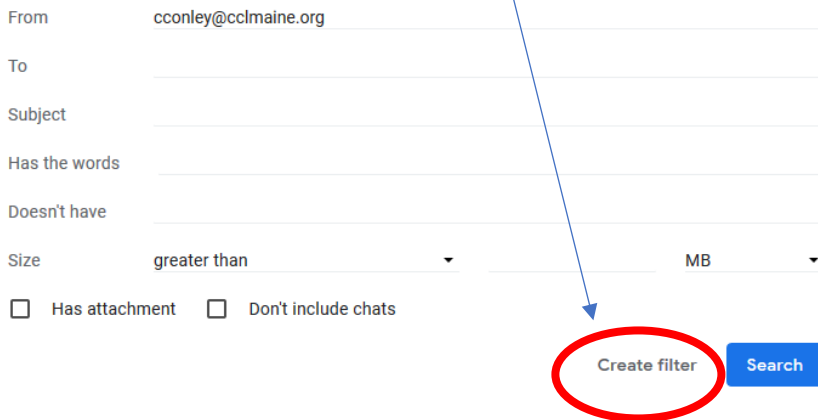 From cconley@cclmaine.org
To
Subject
Has the words
Doesn't have
Size greater than MB
Has attachment Don't include chats
Create filter Search